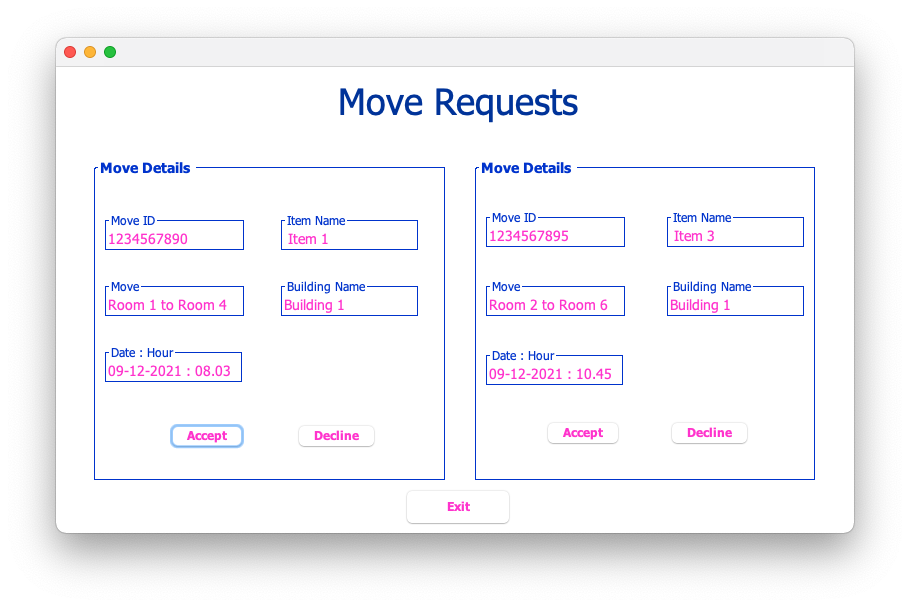 Move Requests
Move Details
Move ID
1234567890
Item Name
Item 1
Move
Room 1 to Room 4
Building Name
Building 1
Date : Hour
09-12-2021 : 08.03
Accept
Decline
Move Details
Move ID
1234567895
Item Name
Item 3
Move
Room 2 to Room 6
Building Name
Building 1
Date : Hour
09-12-2021 : 10.45
Accept
Decline
Exit